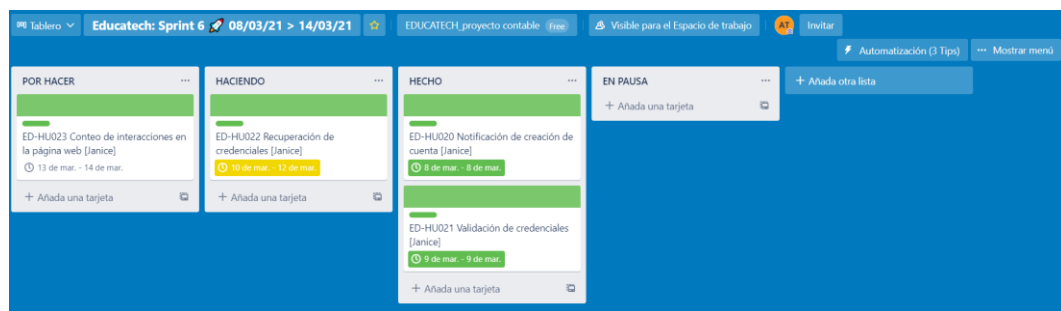 Tablero
Educatech: Sprint 6 🚀 08/03/21 > 14/03/21
EDUCATECH_proyecto contable Free
Visible para el Espacio de trabajo
AT
Invitar
Automatización (3 Tips)
··· Mostrar menú
POR HACER ···
ED-HU023 Conteo de interacciones en
la página web [Janice]
13 de mar. - 14 de mar.
+ Añada una tarjeta
HACIENDO ···
ED-HU022 Recuperación de
credenciales [Janice]
10 de mar. - 12 de mar.
+ Añada una tarjeta
HECHO ···
ED-HU020 Notificación de creación de
cuenta [Janice]
8 de mar. - 8 de mar.
ED-HU021 Validación de credenciales
[Janice]
9 de mar. - 9 de mar.
+ Añada una tarjeta
EN PAUSA ···
+ Añada una tarjeta
+ Añada otra lista